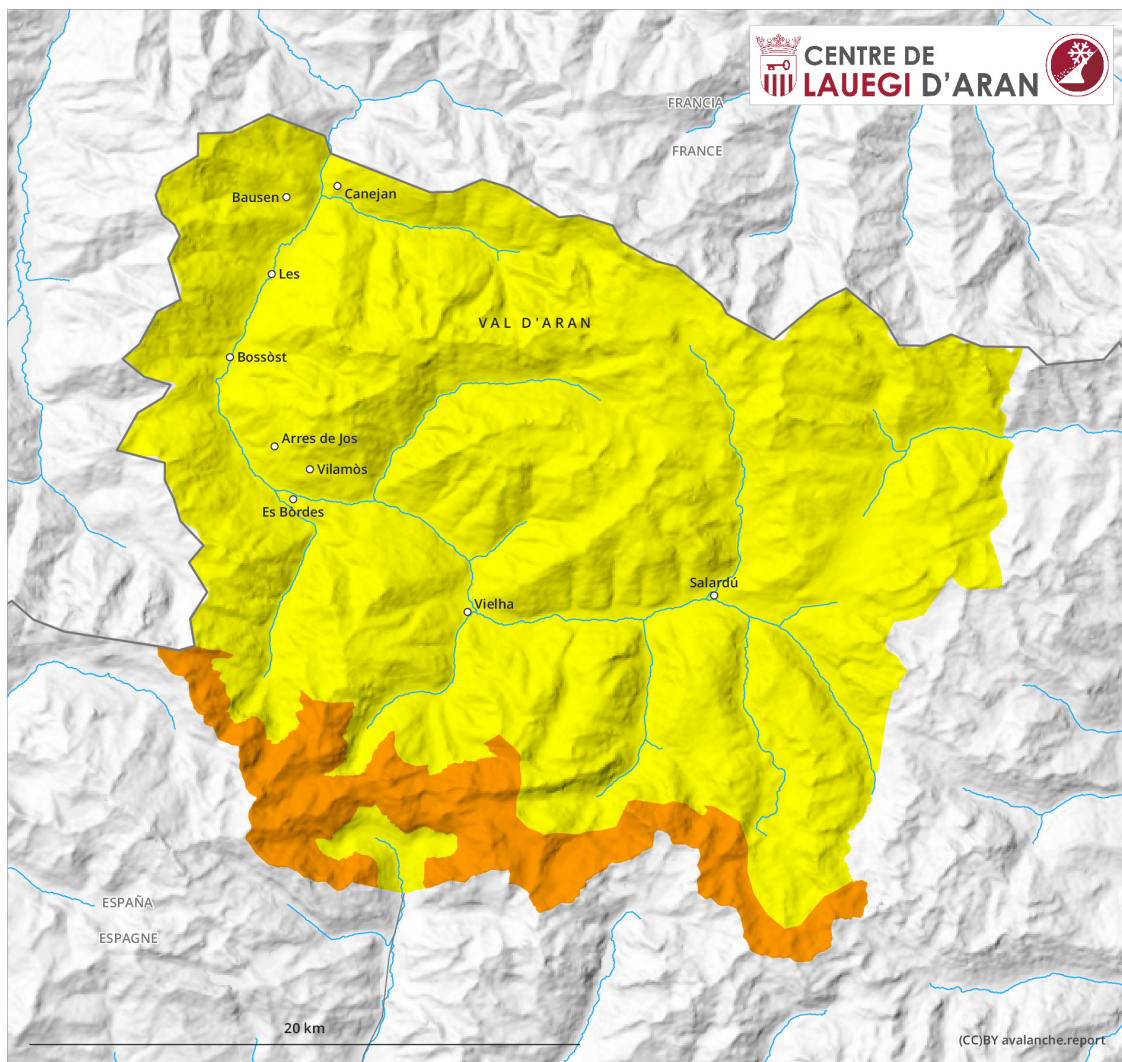 CENTRE DE
LAUEGI D'ARAN
FRANCIA
FRANCE
Canejan
Bausen
Les
VAL D'ARAN
Bossòst
Arres de Jos
Vilamòs
Es Bòrdes
Salardú
Vielha
ESPAÑA
ESPAGNE
20 km
(CC)BY avalanche.report